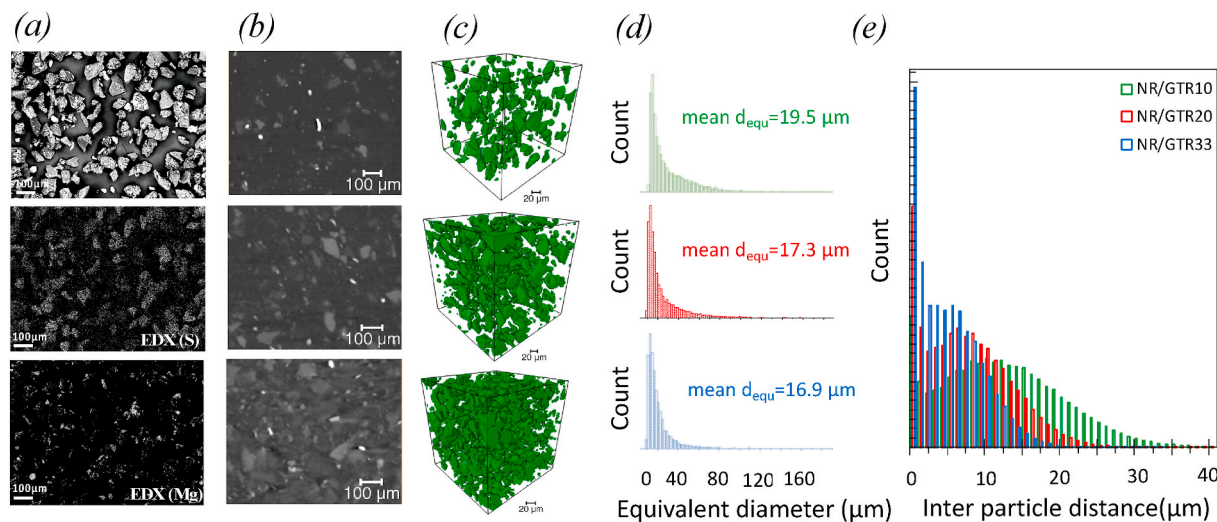 (a)
(b)
(c)
(d)
(e)
100µm
100 µm
20 µm
Count
mean dequ=19.5 µm
Count
NR/GTR10
NR/GTR20
NR/GTR33
100µm
EDX (S)
100 µm
20 µm
Count
mean dequ=17.3 µm
100µm
EDX (Mg)
100 µm
20 µm
Count
mean dequ=16.9 µm
0 40 80 120 160
Equivalent diameter (µm)
0 10 20 30 40
Inter particle distance(µm)